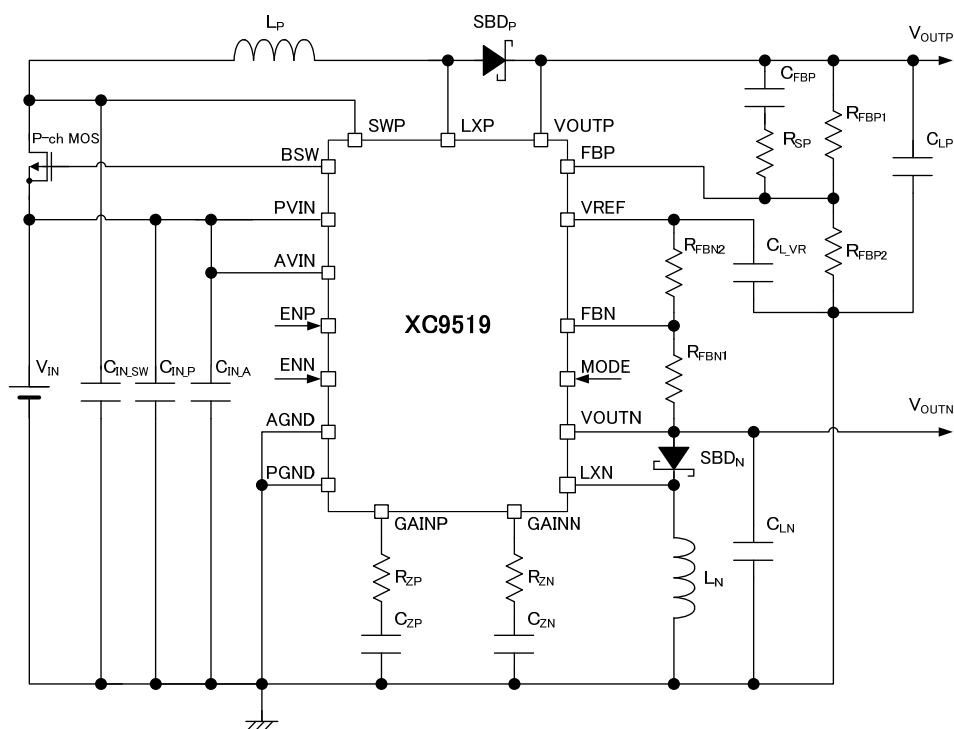 LP
SBDP
VOUTP
CFBP
RFBP1
RSP
CLP
P-ch MOS
SWP
LXP
VOUTP
BSW
FBP
PVIN
VREF
RFBN2
CL_VR
RFBP2
AVIN
ENP
XC9519
FBN
RFBN1
VIN
CIN_SW
CIN_P
CIN_A
ENN
MODE
AGND
VOUTN
VOUTN
SBDN
PGND
LXN
GAINP
GAINN
CLN
RZP
RZN
LN
CZP
CZN